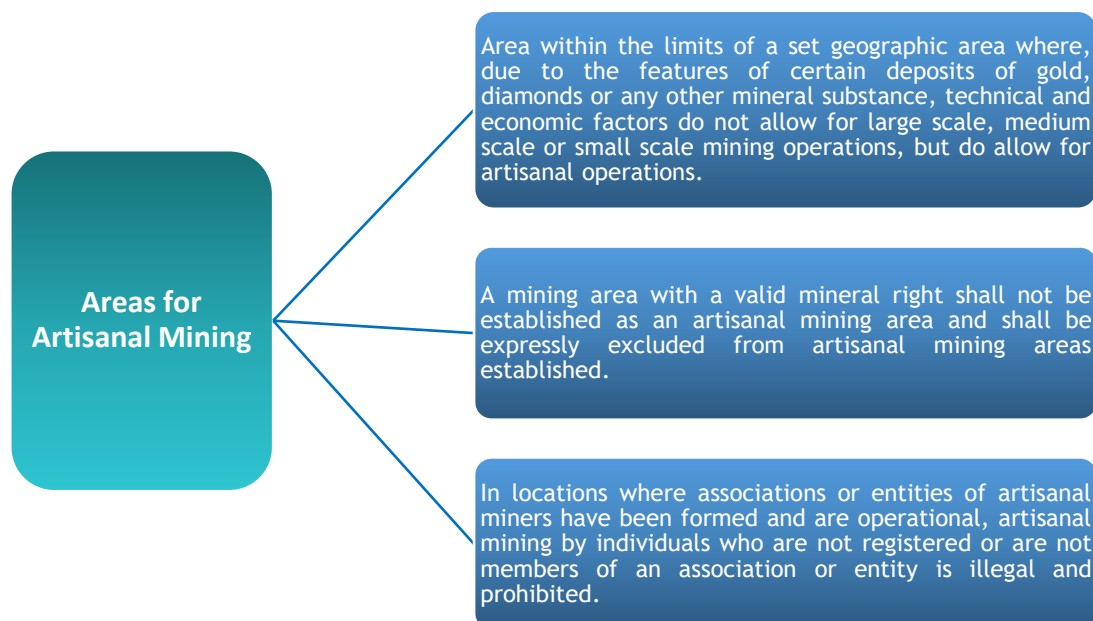 Areas for
Artisanal Mining
Area within the limits of a set geographic area where,
due to the features of certain deposits of gold,
diamonds or any other mineral substance, technical and
economic factors do not allow for large scale, medium
scale or small scale mining operations, but do allow for
artisanal operations.
A mining area with a valid mineral right shall not be
established as an artisanal mining area and shall be
expressly excluded from artisanal mining areas
established.
In locations where associations or entities of artisanal
miners have been formed and are operational, artisanal
mining by individuals who are not registered or are not
members of an association or entity is illegal and
prohibited.